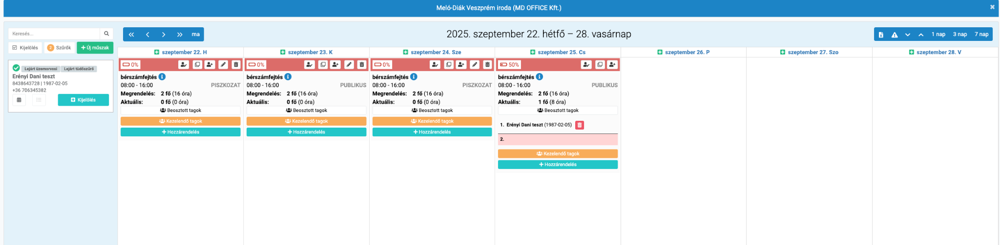 Meló-Diák Veszprém iroda (MD OFFICE Kft.)
Keresés...
Kijelölés
2 Szűrők
Új műszak
Lejárt üzemorvosi Lejárt tüdőszűrő
Erényi Dani teszt
8438643728 | 1987-02-05
+36 706345382
Kijelölés
ma
2025. szeptember 22. hétfő – 28. vasárnap
1 nap 3 nap 7 nap
szeptember 22. H
0%
bérszámfejtés
08:00 - 16:00 PISZKOZAT
Megrendelés: 2 fő (16 óra)
Aktuális: 0 fő (0 óra)
Beosztott tagok
Kezelendő tagok
Hozzárendelés
szeptember 23. K
0%
bérszámfejtés
08:00 - 16:00 PUBLIKUS
Megrendelés: 2 fő (16 óra)
Aktuális: 0 fő (0 óra)
Beosztott tagok
Kezelendő tagok
Hozzárendelés
szeptember 24. Sze
0%
bérszámfejtés
08:00 - 16:00 PISZKOZAT
Megrendelés: 2 fő (16 óra)
Aktuális: 0 fő (0 óra)
Beosztott tagok
Kezelendő tagok
Hozzárendelés
szeptember 25. Cs
50%
bérszámfejtés
08:00 - 16:00 PUBLIKUS
Megrendelés: 2 fő (16 óra)
Aktuális: 1 fő (8 óra)
Beosztott tagok
1. Erényi Dani teszt (1987-02-05)
2.
Kezelendő tagok
Hozzárendelés
szeptember 26. P
szeptember 27. Szo
szeptember 28. V